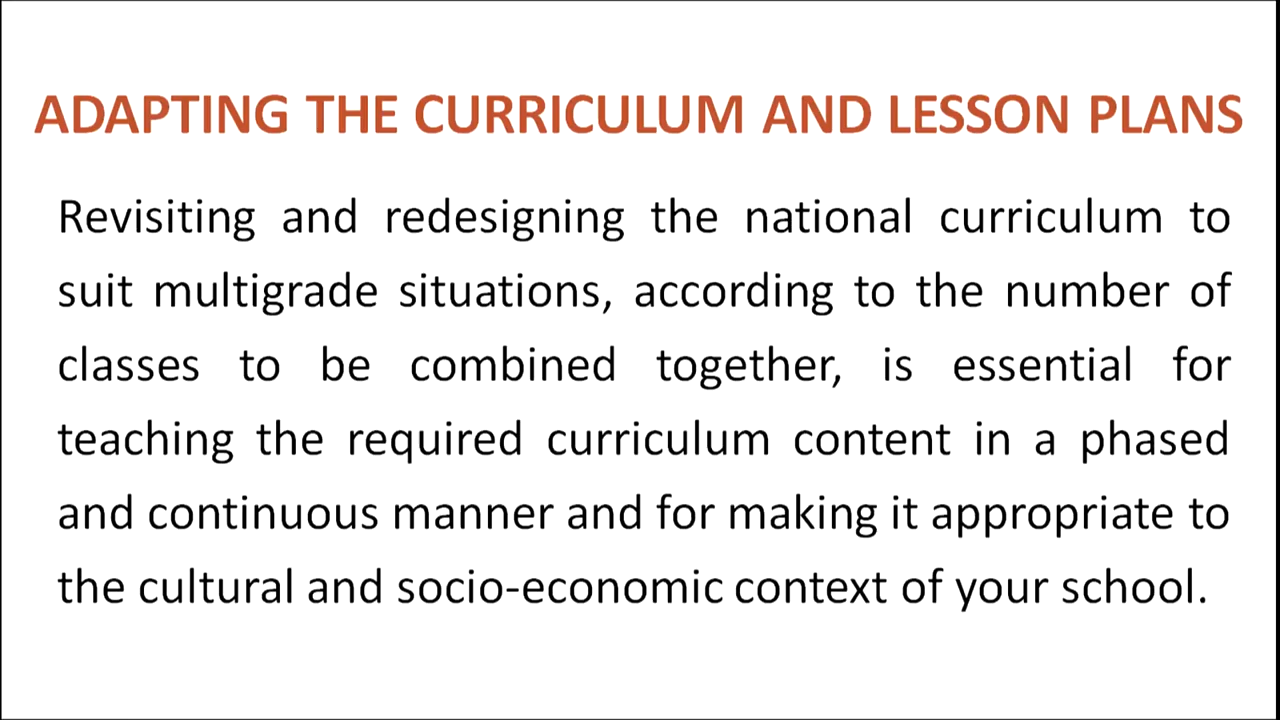 ADAPTING THE CURRICULUM AND LESSON PLANS
Revisiting and redesigning the national curriculum to
suit multigrade situations, according to the number of
classes to be combined together, is essential for
teaching the required curriculum content in a phased
and continuous manner and for making it appropriate to
the cultural and socio-economic context of your school.